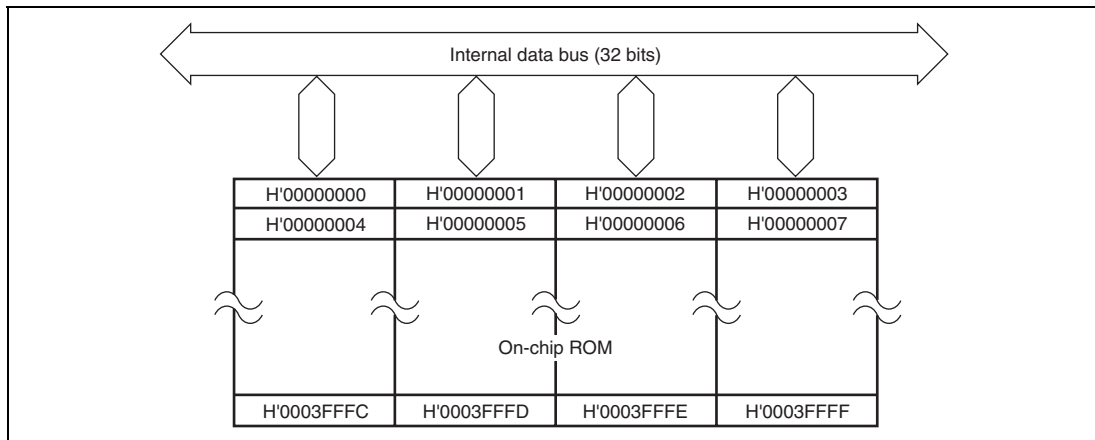 Internal data bus (32 bits)
H'00000000 H'00000001 H'00000002 H'00000003
H'00000004 H'00000005 H'00000006 H'00000007
On-chip ROM
H'0003FFFC H'0003FFFD H'0003FFFE H'0003FFFF